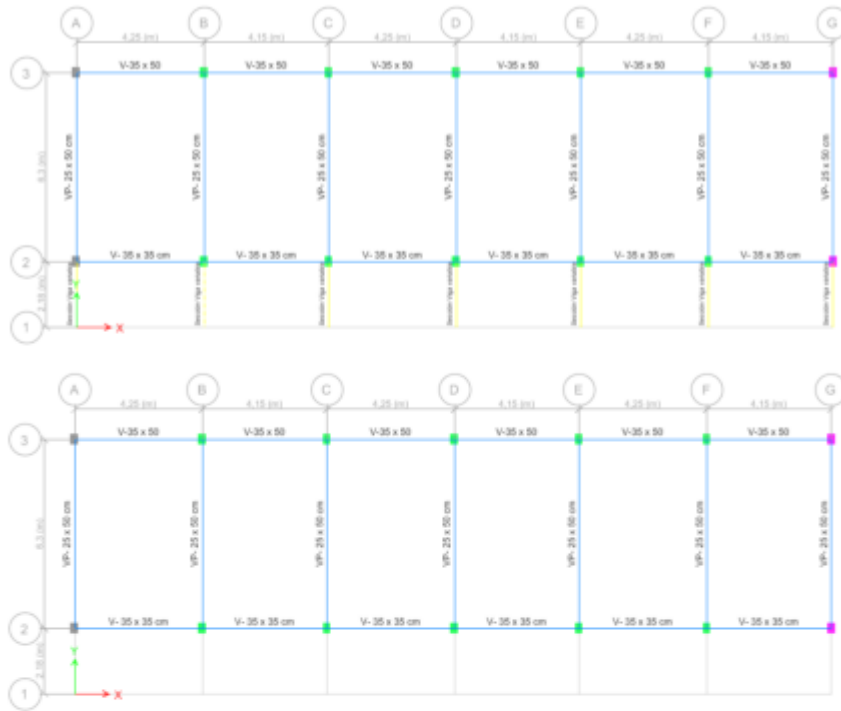 A B C D E F G
4.25 (m) 4.15 (m) 4.25 (m) 4.15 (m) 4.25 (m) 4.15 (m)
3
V-35 x 50 V-35 x 50 V-35 x 50 V-35 x 50 V-35 x 50 V-35 x 50
VP- 25 x 50 cm VP- 25 x 50 cm VP- 25 x 50 cm VP- 25 x 50 cm VP- 25 x 50 cm VP- 25 x 50 cm VP- 25 x 50 cm
V- 35 x 35 cm V- 35 x 35 cm V- 35 x 35 cm V- 35 x 35 cm V- 35 x 35 cm V- 35 x 35 cm
2
Y
1
X
A B C D E F G
4.25 (m) 4.15 (m) 4.25 (m) 4.15 (m) 4.25 (m) 4.15 (m)
3
V-35 x 50 V-35 x 50 V-35 x 50 V-35 x 50 V-35 x 50 V-35 x 50
VP- 25 x 50 cm VP- 25 x 50 cm VP- 25 x 50 cm VP- 25 x 50 cm VP- 25 x 50 cm VP- 25 x 50 cm VP- 25 x 50 cm
V- 35 x 35 cm V- 35 x 35 cm V- 35 x 35 cm V- 35 x 35 cm V- 35 x 35 cm V- 35 x 35 cm
2
Y
1
X